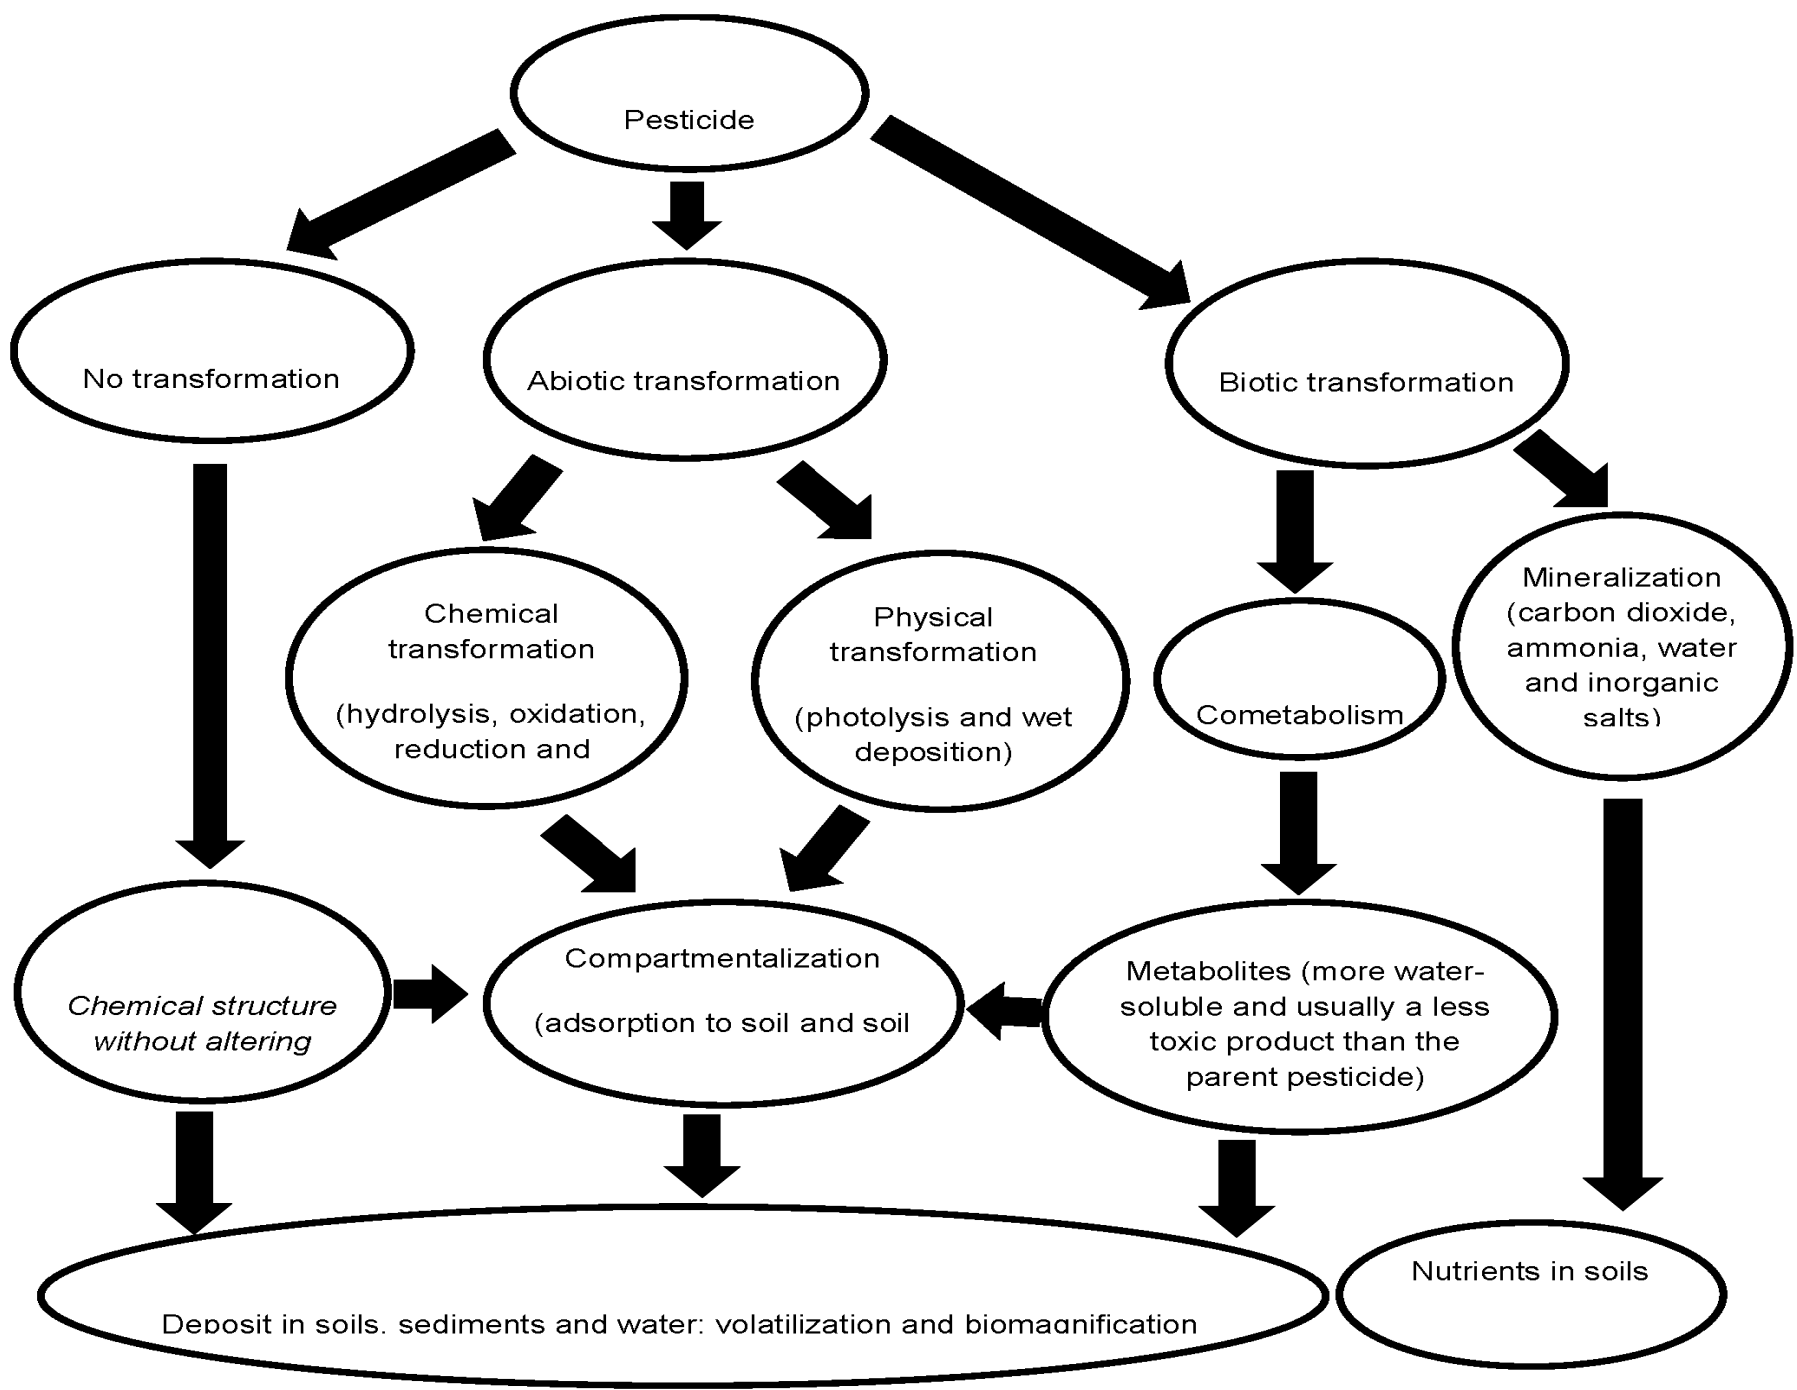 Pesticide
No transformation
Abiotic transformation
Biotic transformation
Chemical
transformation
(hydrolysis, oxidation,
reduction and
Physical
transformation
(photolysis and wet
deposition)
Cometabolism
Mineralization
(carbon dioxide,
ammonia, water
and inorganic
salts)
Chemical structure
without altering
Compartmentalization
(adsorption to soil and soil
Metabolites (more water-
soluble and usually a less
toxic product than the
parent pesticide)
Deposit in soils, sediments and water; volatilization and biomagnification
Nutrients in soils